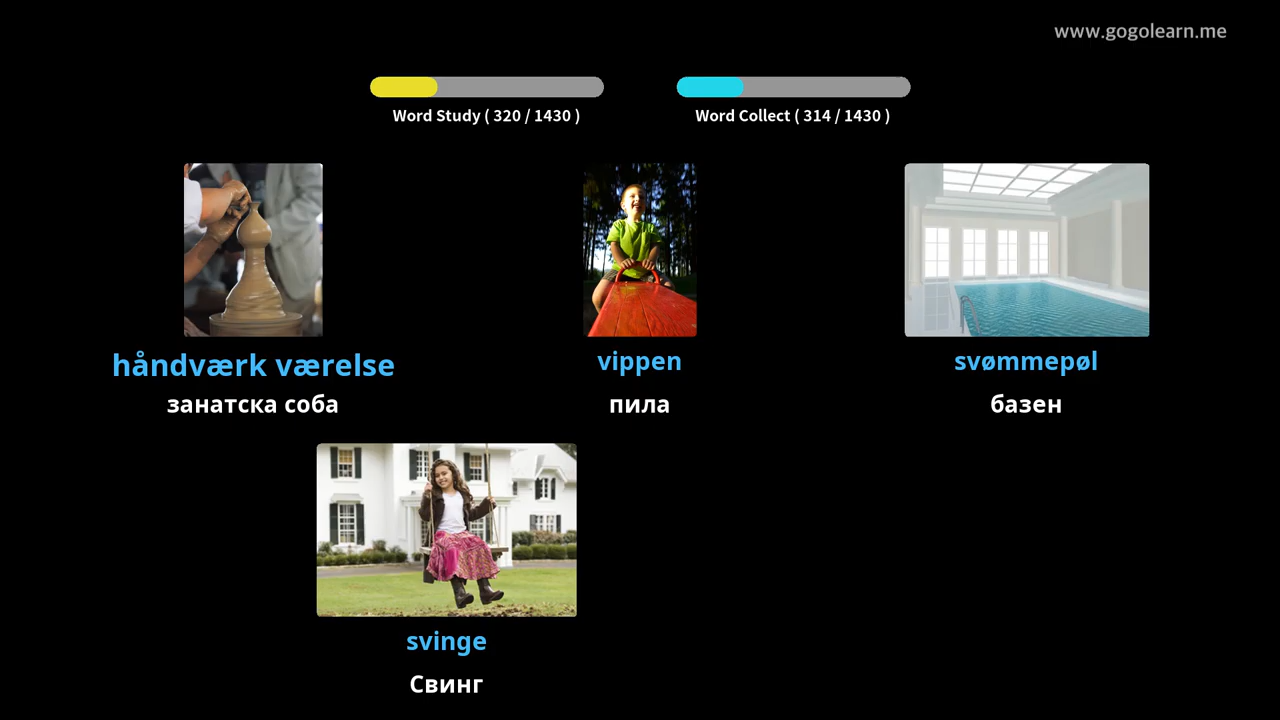 www.gogolearn.me
Word Study ( 320 / 1430 )
Word Collect ( 314 / 1430 )
håndværk værelse
занатска соба
vippen
пила
svømmepøl
базен
svinge
Свинг